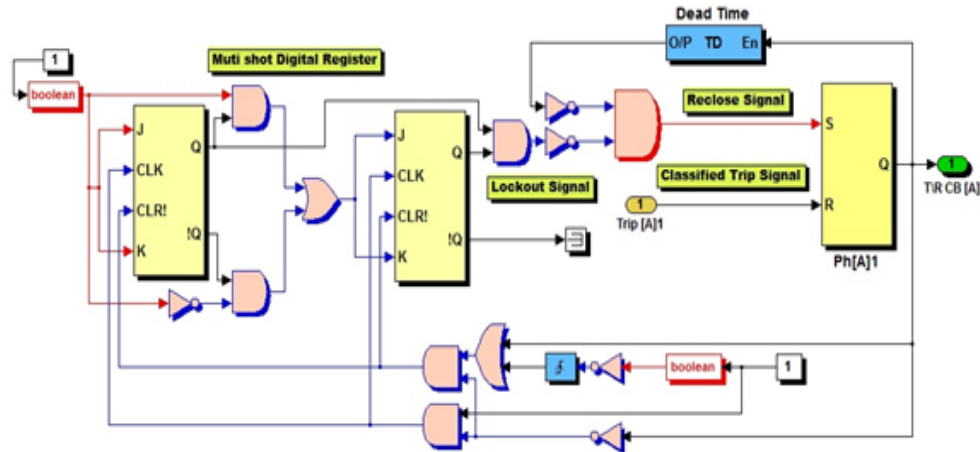 Dead Time
O/P TD En
1
boolean
Muti shot Digital Register
J
CLK
CLR!
K
Q
!Q
J
CLK
CLR!
K
Q
!Q
Reclose Signal
Lockout Signal
Classified Trip Signal
1
Trip [A]1
S
R
Q
Ph[A]1
1
T\R CB [A]
boolean
1